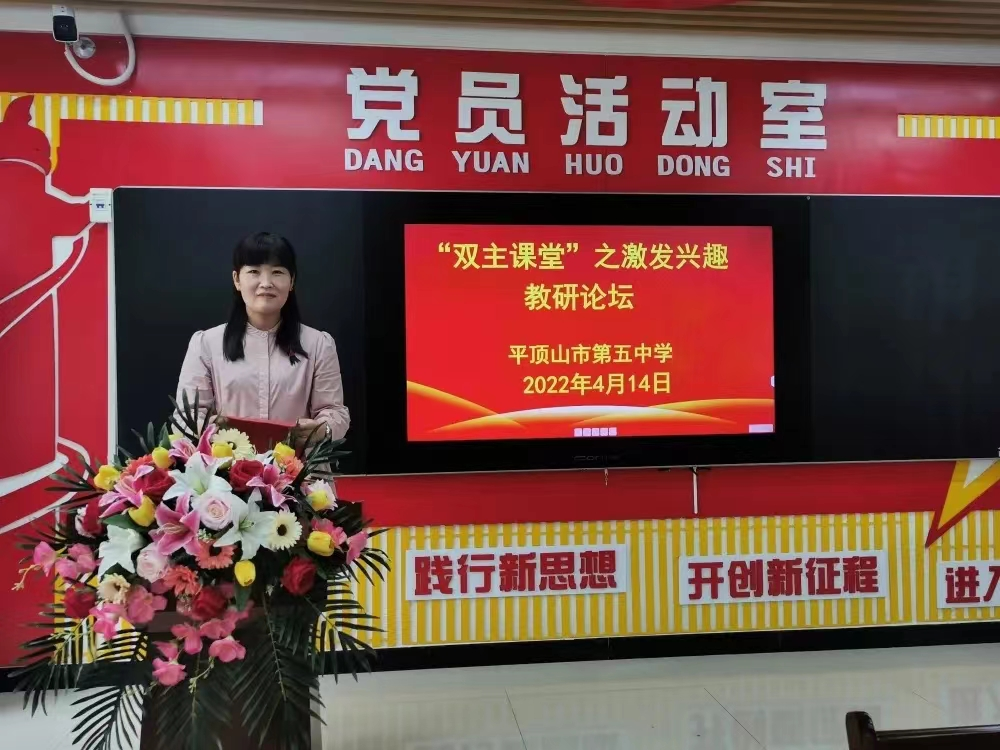 党员活动室
DANG YUAN HUO DONG SHI
“双主课堂”之激发兴趣
教研论坛
平顶山市第五中学
2022年4月14日
践行新思想
开创新征程
进入